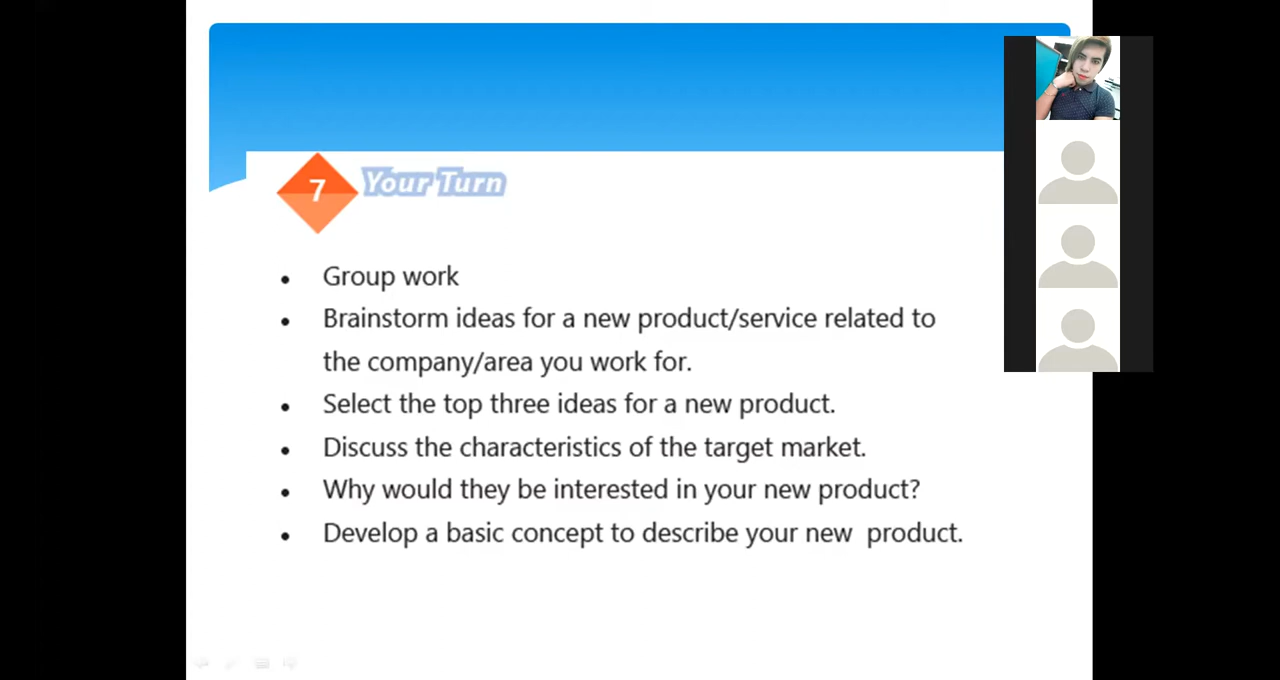 7
Your Turn
• Group work
• Brainstorm ideas for a new product/service related to
the company/area you work for.
• Select the top three ideas for a new product.
• Discuss the characteristics of the target market.
• Why would they be interested in your new product?
• Develop a basic concept to describe your new  product.